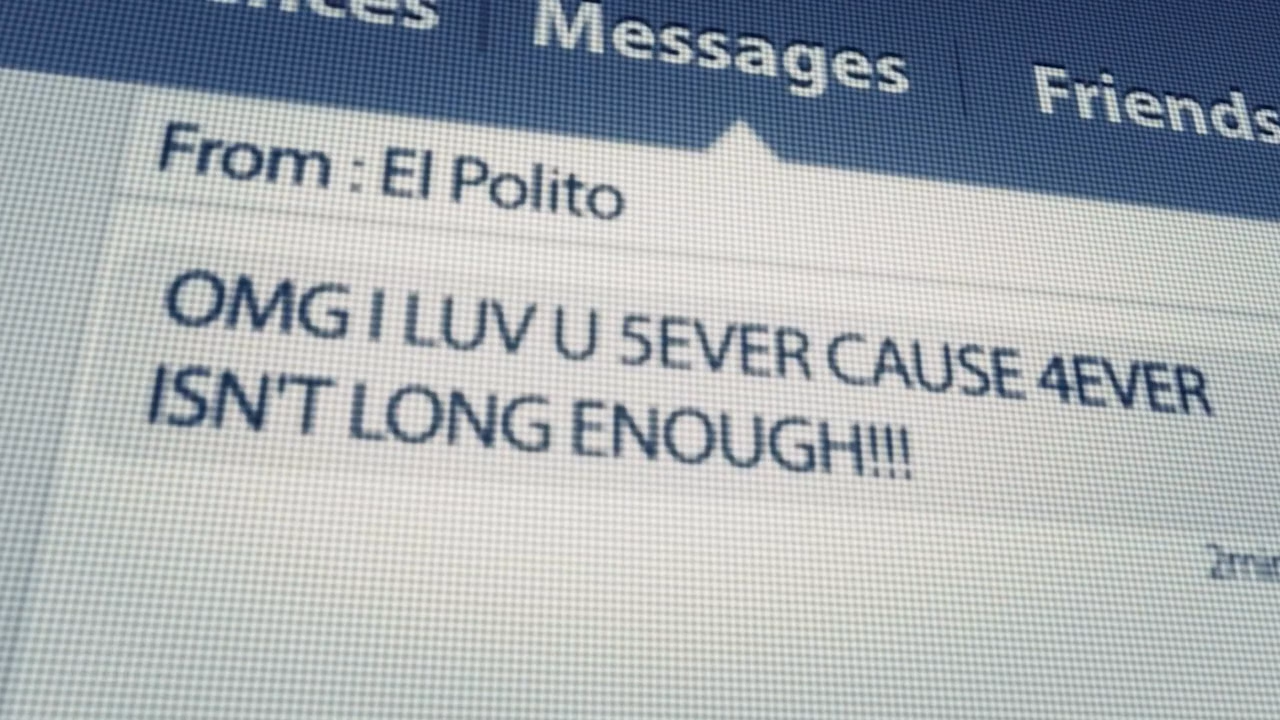 Messages
Friends
From : El Polito
OMG I LUV U 5EVER CAUSE 4EVER
ISN'T LONG ENOUGH!!!